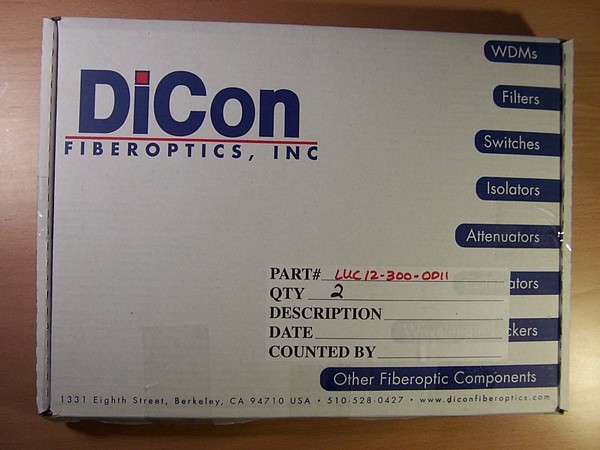 WDMs
Filters
Switches
Isolators
Attenuators
DiCon
FIBEROPTICS, INC
PART# LUC12-300-OD11
QTY 2
DESCRIPTION
DATE
COUNTED BY
Other Fiberoptic Components
1331 Eighth Street, Berkeley, CA 94710 USA • 510-528-0427 • www.diconfiberoptics.com